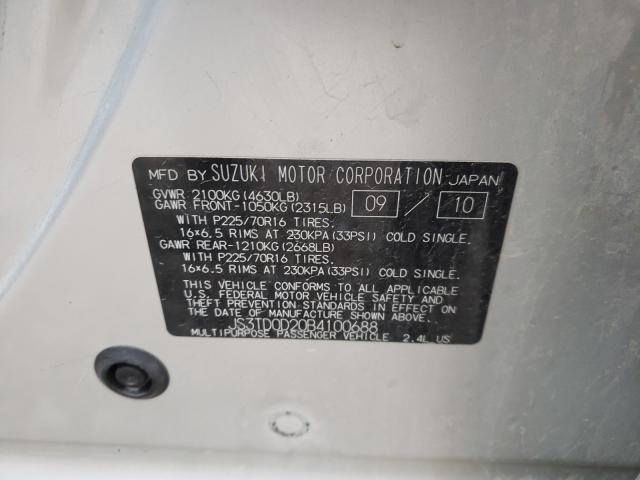 MFD BY SUZUKI MOTOR CORPORATION JAPAN
GVWR 2100KG(4630LB)
GAWR FRONT-1050KG(2315LB) 09 / 10
WITH P225/70R16 TIRES.
16×6.5 RIMS AT 230KPA(33PSI) COLD SINGLE.
GAWR REAR-1210KG(2668LB)
WITH P225/70R16 TIRES.
16×6.5 RIMS AT 230KPA(33PSI) COLD SINGLE.
THIS VEHICLE CONFORMS TO ALL APPLICABLE
U.S. FEDERAL MOTOR VEHICLE SAFETY AND
THEFT PREVENTION STANDARDS IN EFFECT ON
THE DATE OF MANUFACTURE SHOWN ABOVE.
JS3TD0D20B4100688
MULTIPURPOSE PASSENGER VEHICLE 2.4L US